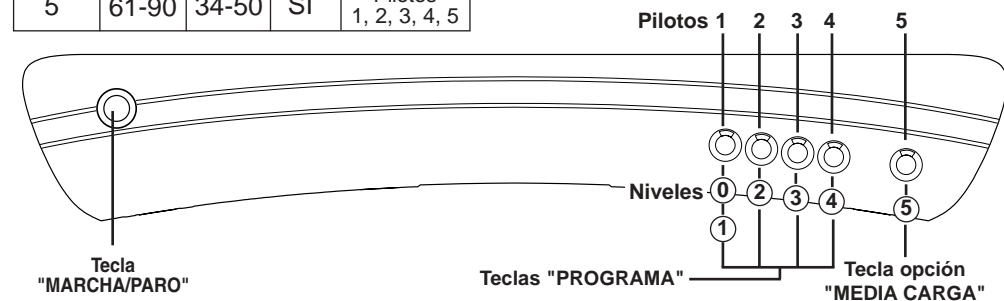 Pilotos
5 61-90 34-50 SI 1, 2, 3, 4, 5
Pilotos 1 2 3 4 5
Niveles 0 2 3 4 5
1
Tecla
"MARCHA/PARO"
Teclas "PROGRAMA"
Tecla opción
"MEDIA CARGA"